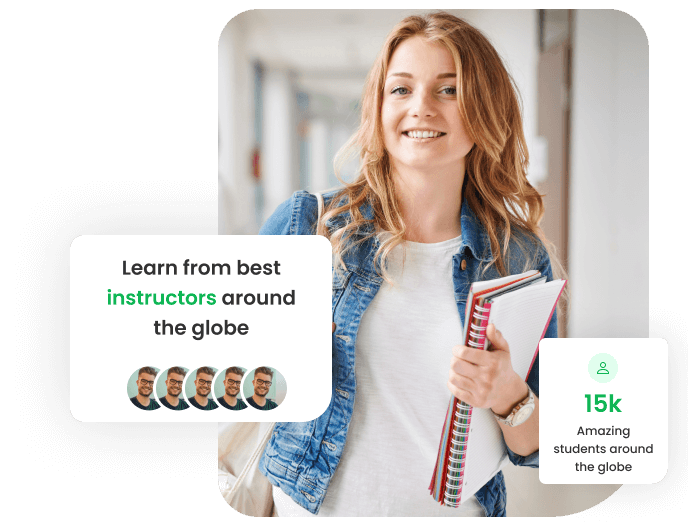 Learn from best
instructors around
the globe
15k
Amazing
students around
the globe